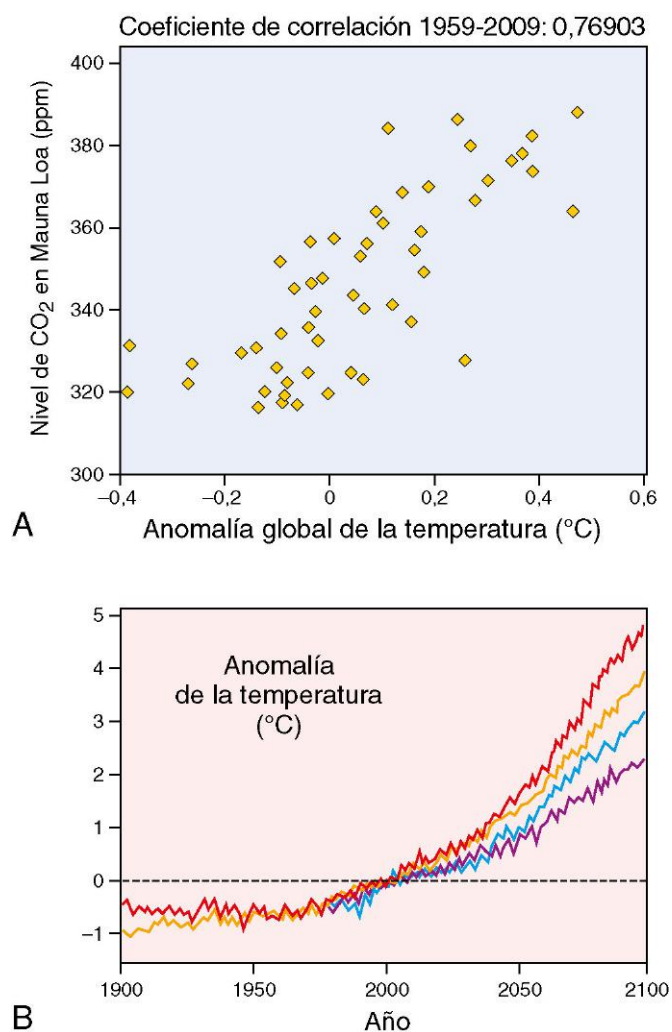 Coeficiente de correlación 1959-2009: 0,76903
Nivel de CO₂ en Mauna Loa (ppm)
400
380
360
340
320
300
–0,4
–0,2
0
0,2
0,4
0,6
Anomalía global de la temperatura (°C)
A
5
4
3
2
1
0
–1
Anomalía
de la temperatura
(°C)
1900
1950
2000
2050
2100
Año
B